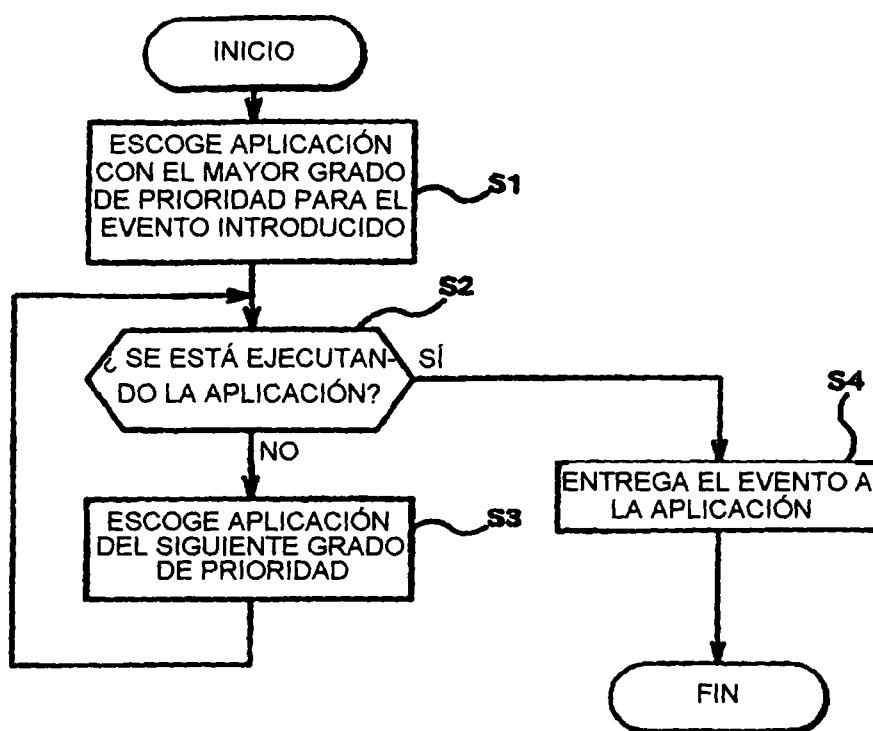 INICIO
ESCOGE APLICACIÓN
CON EL MAYOR GRADO
DE PRIORIDAD PARA EL
EVENTO INTRODUCIDO
S1
S2
¿ SE ESTÁ EJECUTAN-
DO LA APLICACIÓN?
SÍ
NO
S4
ENTREGA EL EVENTO A
LA APLICACIÓN
ESCOGE APLICACIÓN
DEL SIGUIENTE GRADO
DE PRIORIDAD
S3
FIN